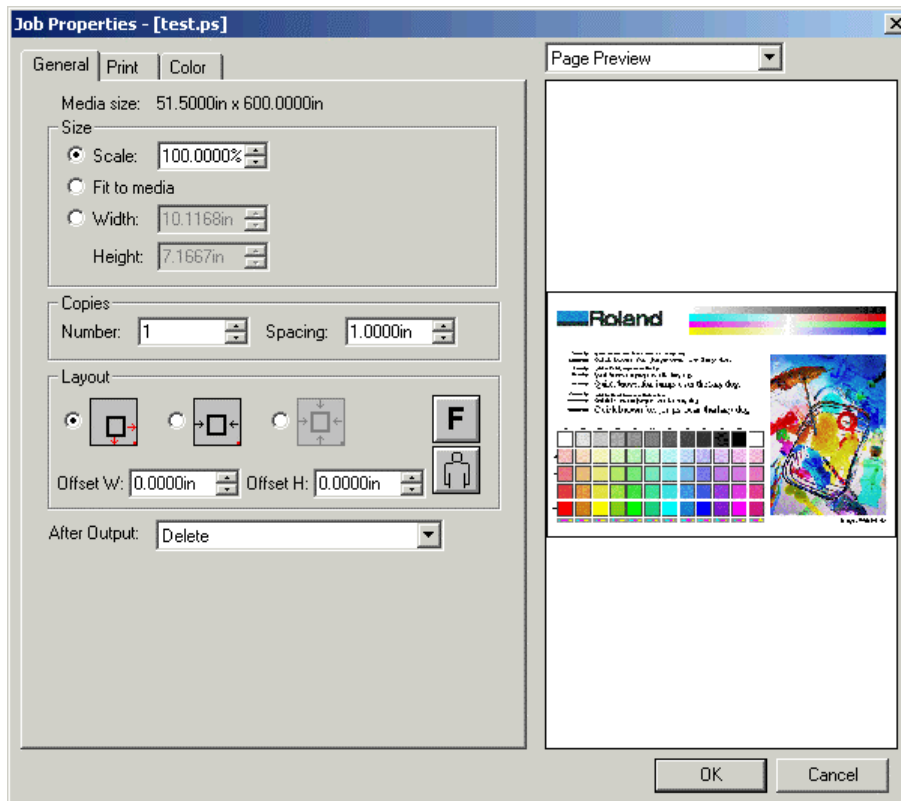 Job Properties - [test.ps]
General Print Color
Page Preview
Media size: 51.5000in x 600.0000in
Size
Scale: 100.0000%
Fit to media
Width: 10.1168in
Height: 7.1667in
Copies
Number: 1 Spacing: 1.0000in
Layout
F
Offset W: 0.0000in Offset H: 0.0000in
After Output: Delete
Roland
OK Cancel